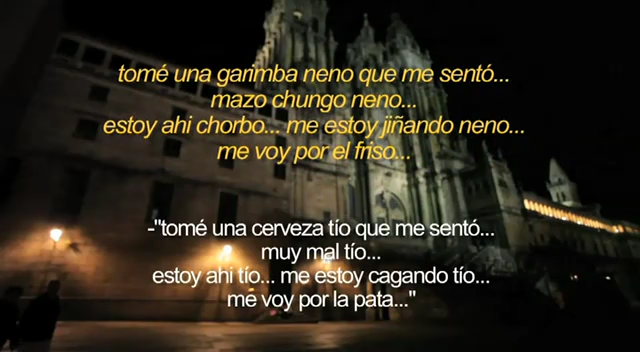 tomé una garimba neno que me sentó...
mazo chungo neno...
estoy ahi chorbo... me estoy jiñando neno...
me voy por el friso...
-"tomé una cerveza tío que me sentó...
muy mal tío...
estoy ahi tío... me estoy cagando tío...
me voy por la pata..."